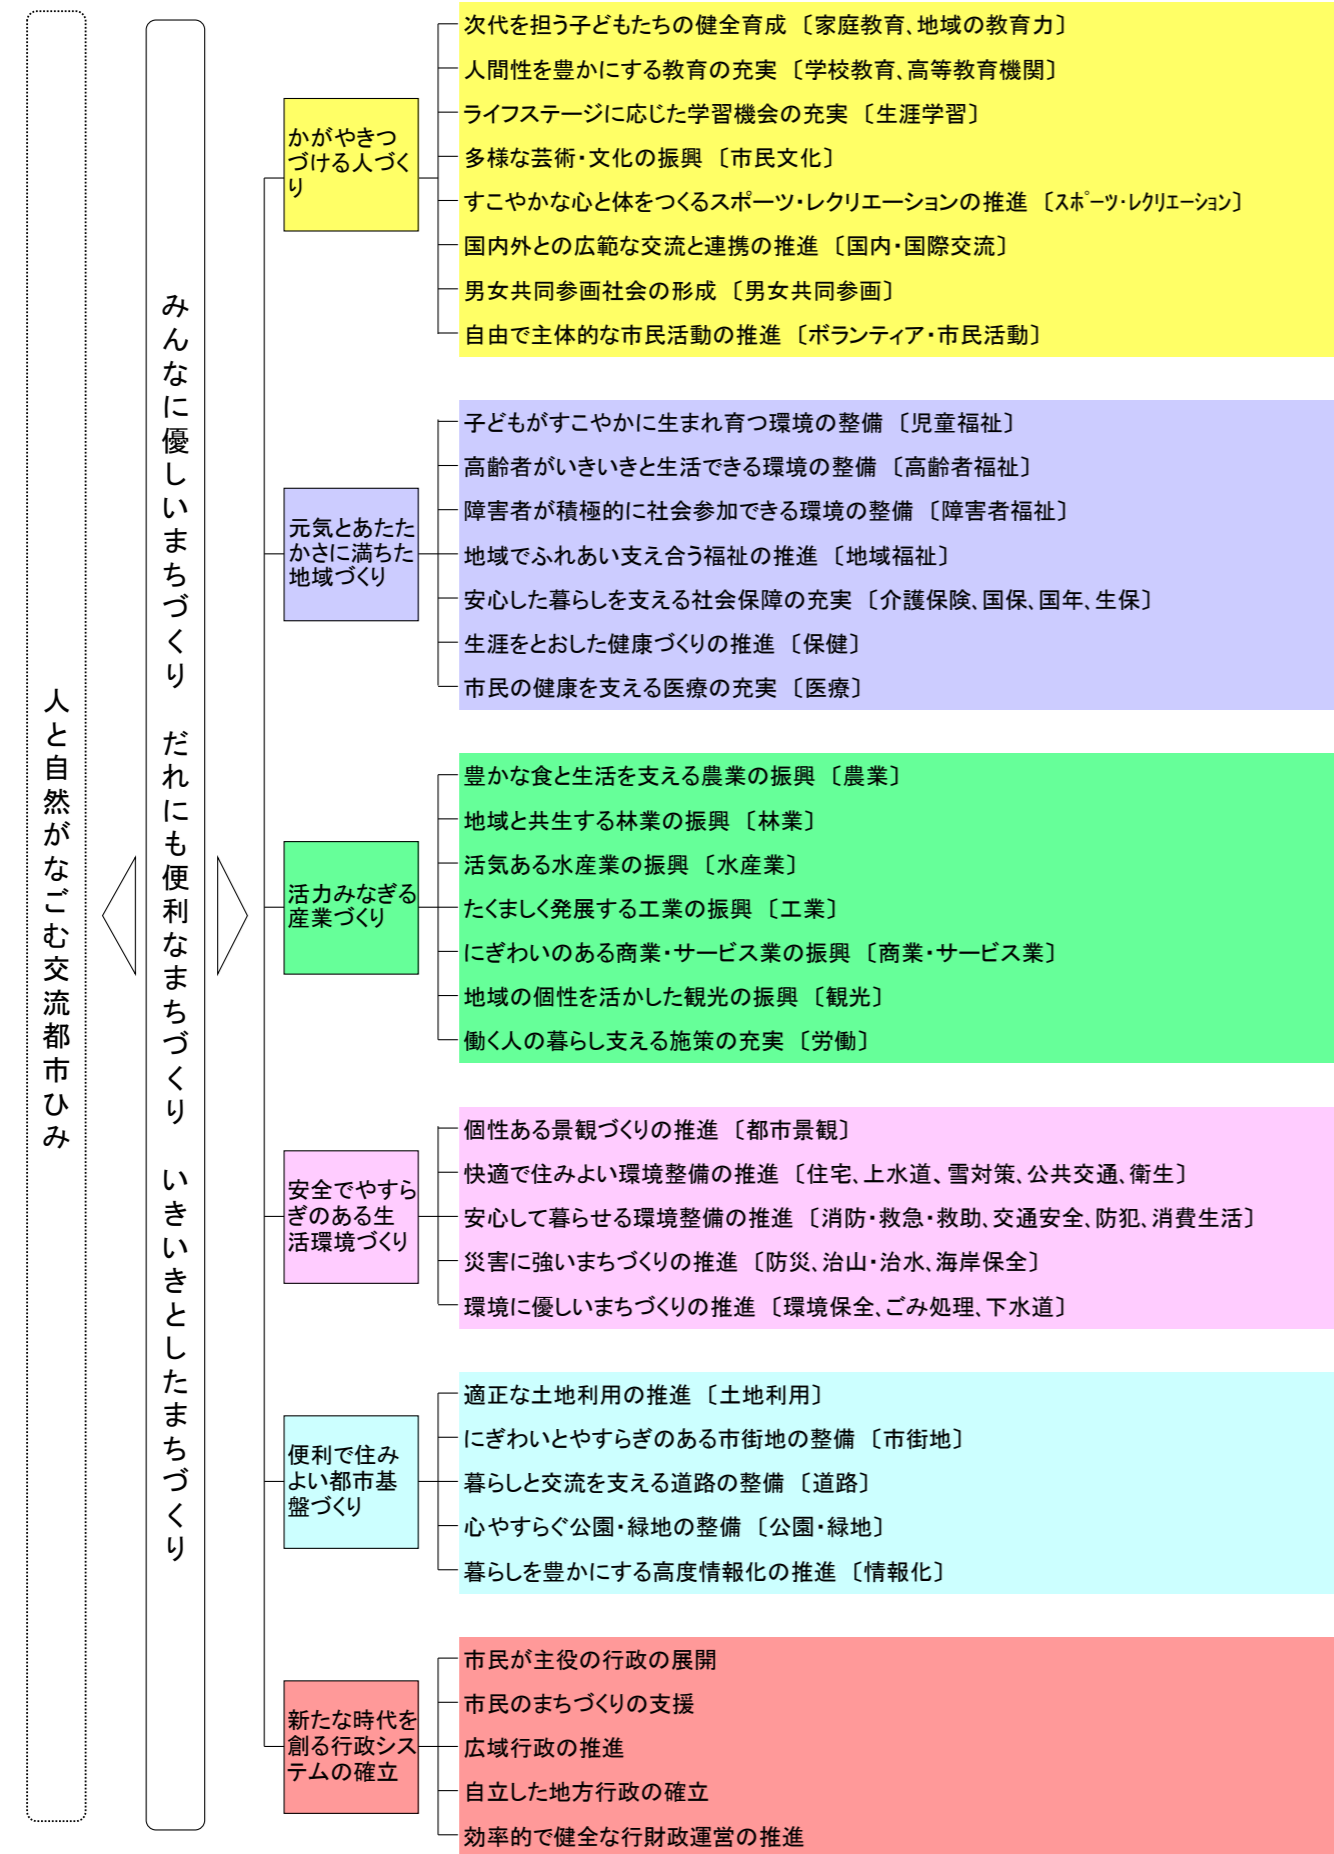 人と自然がなごむ交流都市ひみ
みんなに優しいまちづくり　だれにも便利なまちづくり　いきいきとしたまちづくり
かがやきつ
づける人づく
り
次代を担う子どもたちの健全育成 〔家庭教育、地域の教育力〕
人間性を豊かにする教育の充実 〔学校教育、高等教育機関〕
ライフステージに応じた学習機会の充実 〔生涯学習〕
多様な芸術・文化の振興 〔市民文化〕
すこやかな心と体をつくるスポーツ・レクリエーションの推進 〔ｽﾎﾟｰﾂ･ﾚｸﾘｴｰｼｮﾝ〕
国内外との広範な交流と連携の推進 〔国内・国際交流〕
男女共同参画社会の形成 〔男女共同参画〕
自由で主体的な市民活動の推進 〔ボランティア・市民活動〕
元気とあたた
かさに満ちた
地域づくり
子どもがすこやかに生まれ育つ環境の整備 〔児童福祉〕
高齢者がいきいきと生活できる環境の整備 〔高齢者福祉〕
障害者が積極的に社会参加できる環境の整備 〔障害者福祉〕
地域でふれあい支え合う福祉の推進 〔地域福祉〕
安心した暮らしを支える社会保障の充実 〔介護保険、国保、国年、生保〕
生涯をとおした健康づくりの推進 〔保健〕
市民の健康を支える医療の充実 〔医療〕
活力みなぎる
産業づくり
豊かな食と生活を支える農業の振興 〔農業〕
地域と共生する林業の振興 〔林業〕
活気ある水産業の振興 〔水産業〕
たくましく発展する工業の振興 〔工業〕
にぎわいのある商業・サービス業の振興 〔商業・サービス業〕
地域の個性を活かした観光の振興 〔観光〕
働く人の暮らし支える施策の充実 〔労働〕
安全でやすら
ぎのある生
活環境づくり
個性ある景観づくりの推進 〔都市景観〕
快適で住みよい環境整備の推進 〔住宅、上水道、雪対策、公共交通、衛生〕
安心して暮らせる環境整備の推進 〔消防・救急・救助、交通安全、防犯、消費生活〕
災害に強いまちづくりの推進 〔防災、治山・治水、海岸保全〕
環境に優しいまちづくりの推進 〔環境保全、ごみ処理、下水道〕
便利で住み
よい都市基
盤づくり
適正な土地利用の推進 〔土地利用〕
にぎわいとやすらぎのある市街地の整備 〔市街地〕
暮らしと交流を支える道路の整備 〔道路〕
心やすらぐ公園・緑地の整備 〔公園・緑地〕
暮らしを豊かにする高度情報化の推進 〔情報化〕
新たな時代を
創る行政シス
テムの確立
市民が主役の行政の展開
市民のまちづくりの支援
広域行政の推進
自立した地方行政の確立
効率的で健全な行財政運営の推進